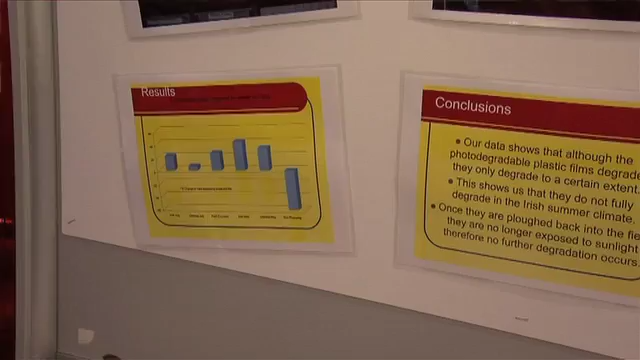 Results
Conclusions
Our data shows that although the
photodegradable plastic films degrade
they only degrade to a certain extent
This shows us that they do not fully
degrade in the Irish summer climate.
Once they are ploughed back into the
they are no longer exposed to sunlight
therefore no further degradation occurs.